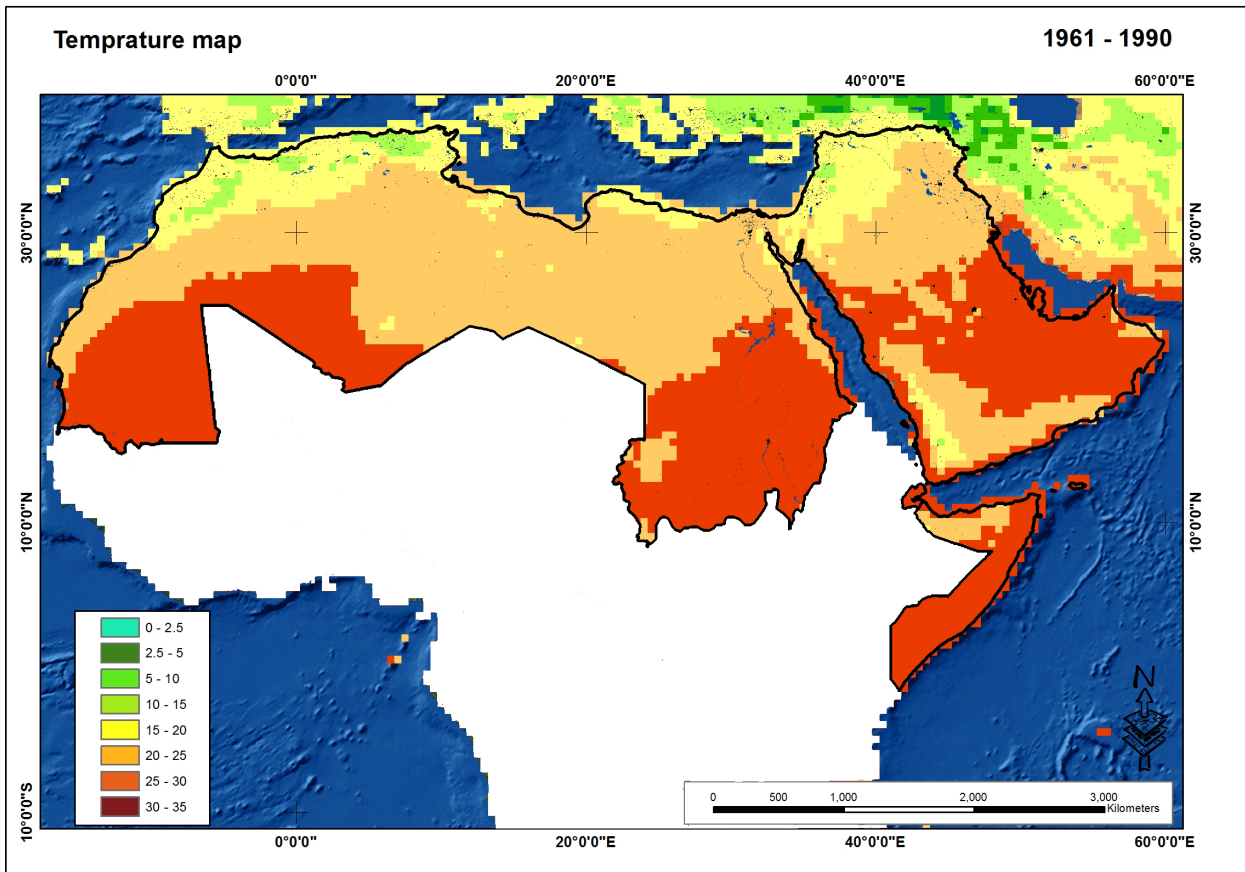 Temprature map
1961 - 1990
0°0'0"
20°0'0"E
40°0'0"E
60°0'0"E
30°0'0"N
30°0'0"N
10°0'0"N
10°0'0"N
10°0'0"S
0 - 2.5
2.5 - 5
5 - 10
10 - 15
15 - 20
20 - 25
25 - 30
30 - 35
N
0 500 1,000 2,000 3,000
Kilometers
0°0'0"
20°0'0"E
40°0'0"E
60°0'0"E